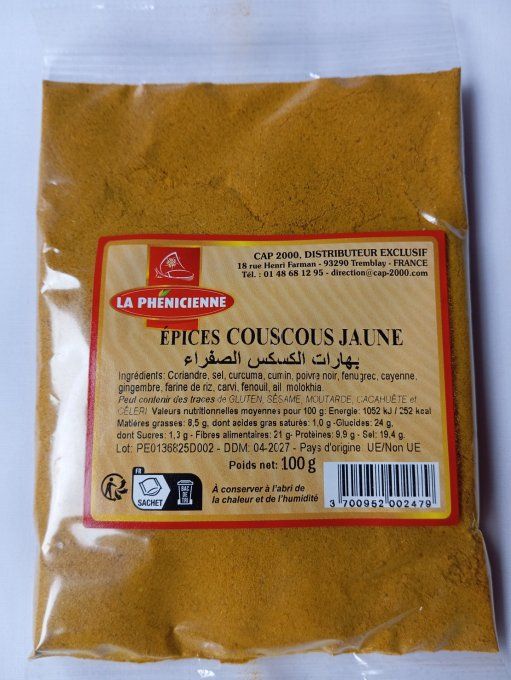 CAP 2000, DISTRIBUTEUR EXCLUSIF
18 rue Henri Farman - 93290 Tremblay - FRANCE
Tél. : 01 48 68 12 95 - direction@cap-2000.com
LA PHÉNICIENNE
ÉPICES COUSCOUS JAUNE
بهارات الكسكس الصفراء
Ingrédients: Coriandre, sel, curcuma, cumin, poivre noir, fenugrec, cayenne,
gingembre, farine de riz, carvi, fenouil, ail, molokhia.
Peut contenir des traces de GLUTEN, SÉSAME, MOUTARDE, CACAHUÈTE et
CÉLERI. Valeurs nutritionnelles moyennes pour 100 g: Energie: 1052 kJ / 252 kcal
Matières grasses: 8,5 g, dont acides gras saturés: 1,0 g -Glucides: 24 g,
dont Sucres: 1,3 g - Fibres alimentaires: 21 g- Protéines: 9,9 g - Sel: 19,4 g.
Lot: PE0136825D002 - DDM: 04-2027 - Pays d'origine: UE/Non UE
Poids net: 100 g
FR
SACHET
BAC DE TRI
À conserver à l'abri de
la chaleur et de l'humidité
3 700952 002479